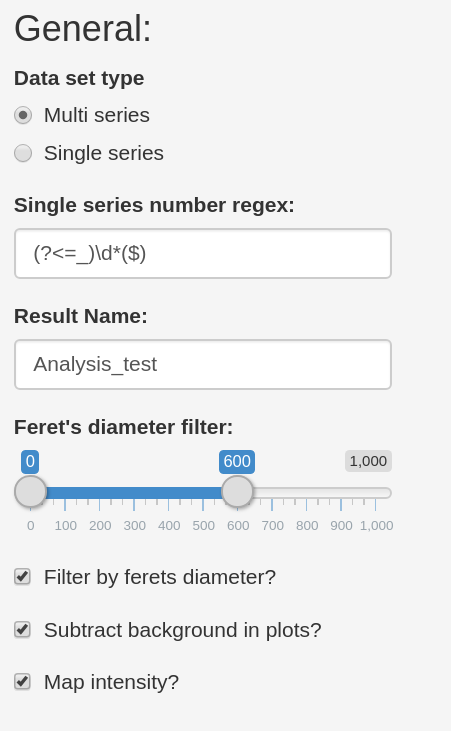 General:
Data set type
Multi series
Single series
Single series number regex:
(?<=_)\d*($)
Result Name:
Analysis_test
Feret's diameter filter:
0 600 1,000
0 100 200 300 400 500 600 700 800 900 1,000
Filter by ferets diameter?
Subtract background in plots?
Map intensity?